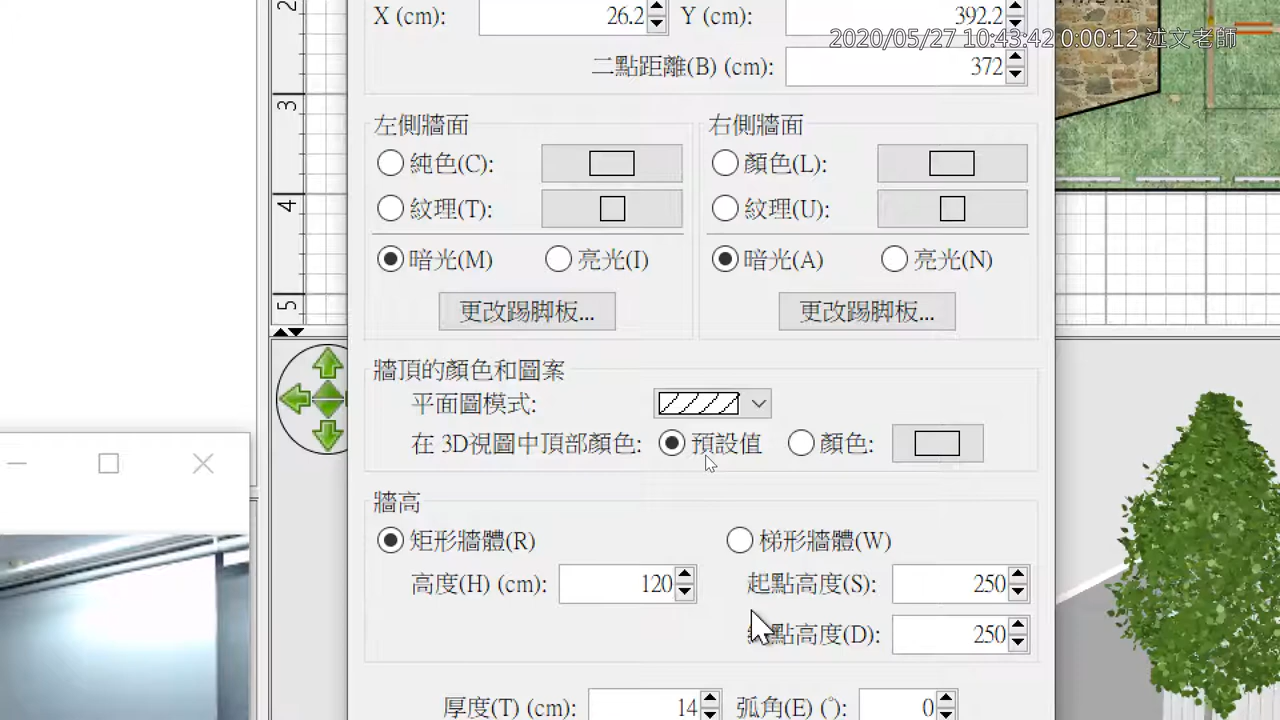 2
X (cm): 26.2 Y (cm): 392.2
2020/05/27 10:43:42 0:00:12 述文老師
二點距離(B) (cm): 372
3
左側牆面 右側牆面
純色(C): 顏色(L):
紋理(T): 紋理(U):
4
暗光(M) 亮光(I) 暗光(A) 亮光(N)
5
更改踢脚板... 更改踢脚板...
牆頂的顏色和圖案
平面圖模式:
在 3D視圖中頂部顏色: 預設值 顏色:
牆高
矩形牆體(R) 梯形牆體(W)
高度(H) (cm): 120 起點高度(S): 250
點高度(D): 250
厚度(T) (cm): 14 弧角(E) (°): 0